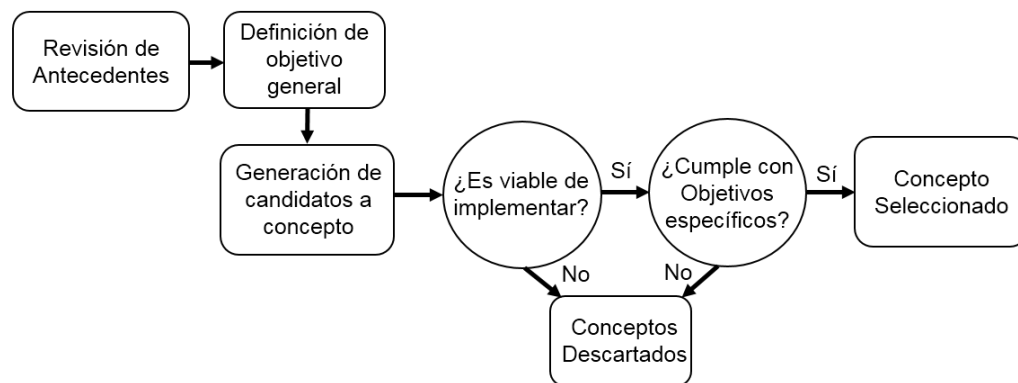 Revisión de
Antecedentes
Definición de
objetivo
general
Generación de
candidatos a
concepto
¿Es viable de
implementar?
Sí
¿Cumple con
Objetivos
específicos?
Sí
Concepto
Seleccionado
No
No
Conceptos
Descartados